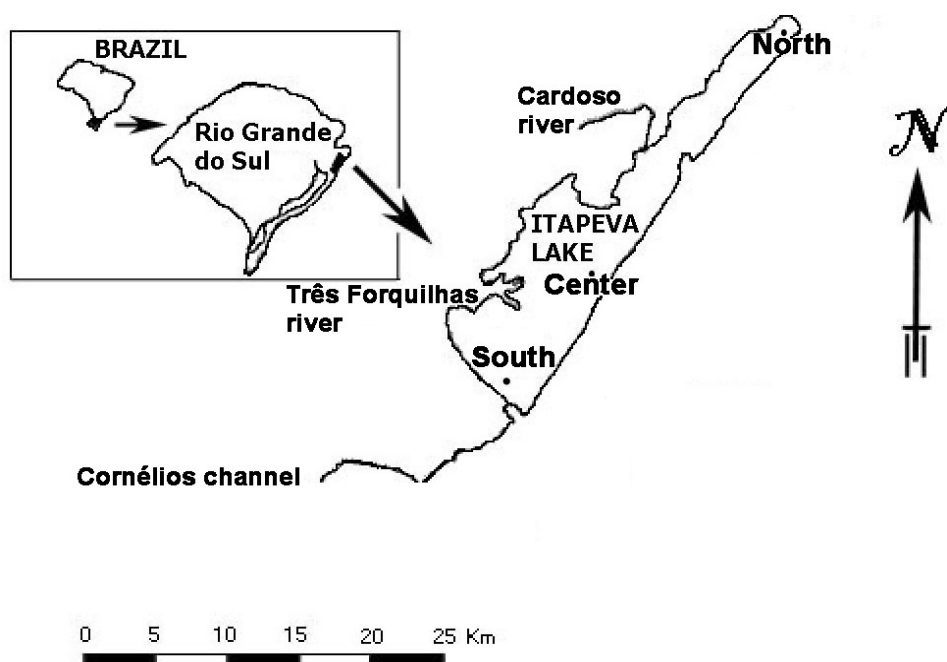 BRAZIL
Rio Grande
do Sul
North
Cardoso
river
N
ITAPEVA
LAKE
Center
Três Forquilhas
river
South
Cornélios channel
0 5 10 15 20 25 Km